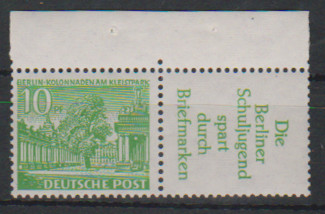 BERLIN-KOLONNADEN AM KLEISTPARK
10
DEUTSCHE POST
Die
Berliner
Schuljugend
spart
durch
Briefmarken